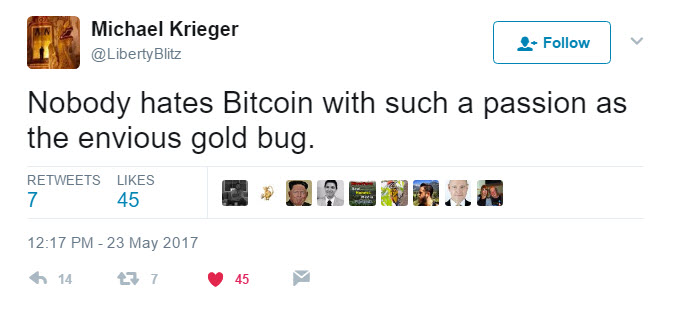 Michael Krieger
@LibertyBlitz
Follow
Nobody hates Bitcoin with such a passion as
the envious gold bug.
RETWEETS LIKES
7 45
12:17 PM - 23 May 2017
14 7 45